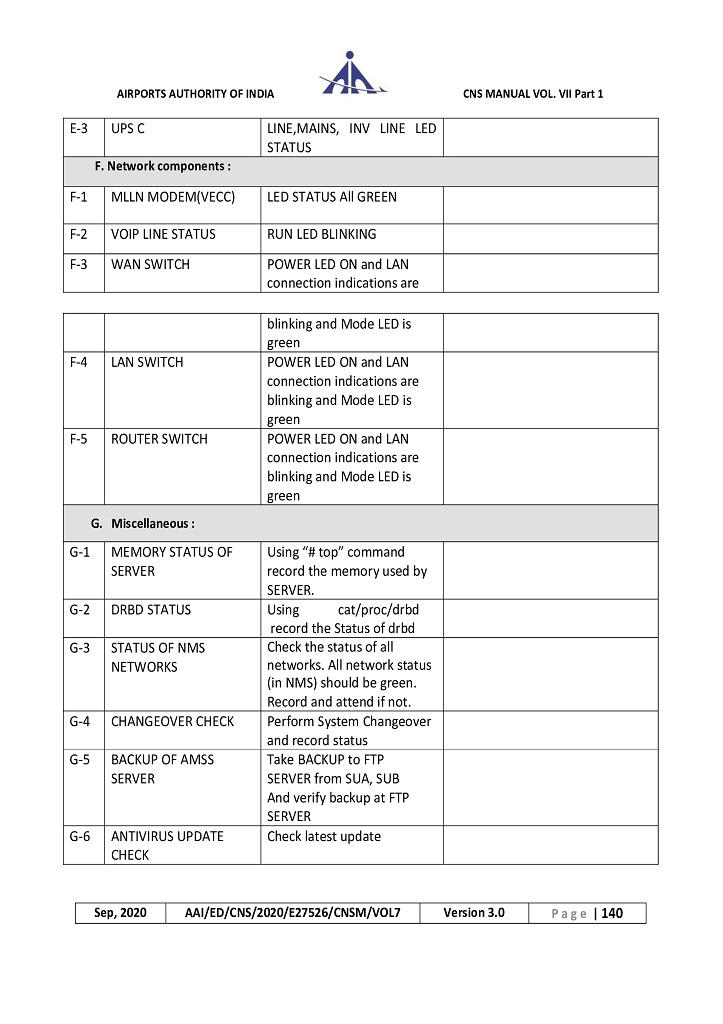 AIRPORTS AUTHORITY OF INDIA CNS MANUAL VOL. VII Part 1
E-3 UPS C LINE,MAINS, INV LINE LED
STATUS
F. Network components :
F-1 MLLN MODEM(VECC) LED STATUS All GREEN
F-2 VOIP LINE STATUS RUN LED BLINKING
F-3 WAN SWITCH POWER LED ON and LAN
connection indications are
blinking and Mode LED is
green
F-4 LAN SWITCH POWER LED ON and LAN
connection indications are
blinking and Mode LED is
green
F-5 ROUTER SWITCH POWER LED ON and LAN
connection indications are
blinking and Mode LED is
green
G. Miscellaneous :
G-1 MEMORY STATUS OF Using “# top” command
SERVER record the memory used by
SERVER.
G-2 DRBD STATUS Using cat/proc/drbd
record the Status of drbd
G-3 STATUS OF NMS Check the status of all
NETWORKS networks. All network status
(in NMS) should be green.
Record and attend if not.
G-4 CHANGEOVER CHECK Perform System Changeover
and record status
G-5 BACKUP OF AMSS Take BACKUP to FTP
SERVER SERVER from SUA, SUB
And verify backup at FTP
SERVER
G-6 ANTIVIRUS UPDATE Check latest update
CHECK
Sep, 2020 AAI/ED/CNS/2020/E27526/CNSM/VOL7 Version 3.0 Page | 140